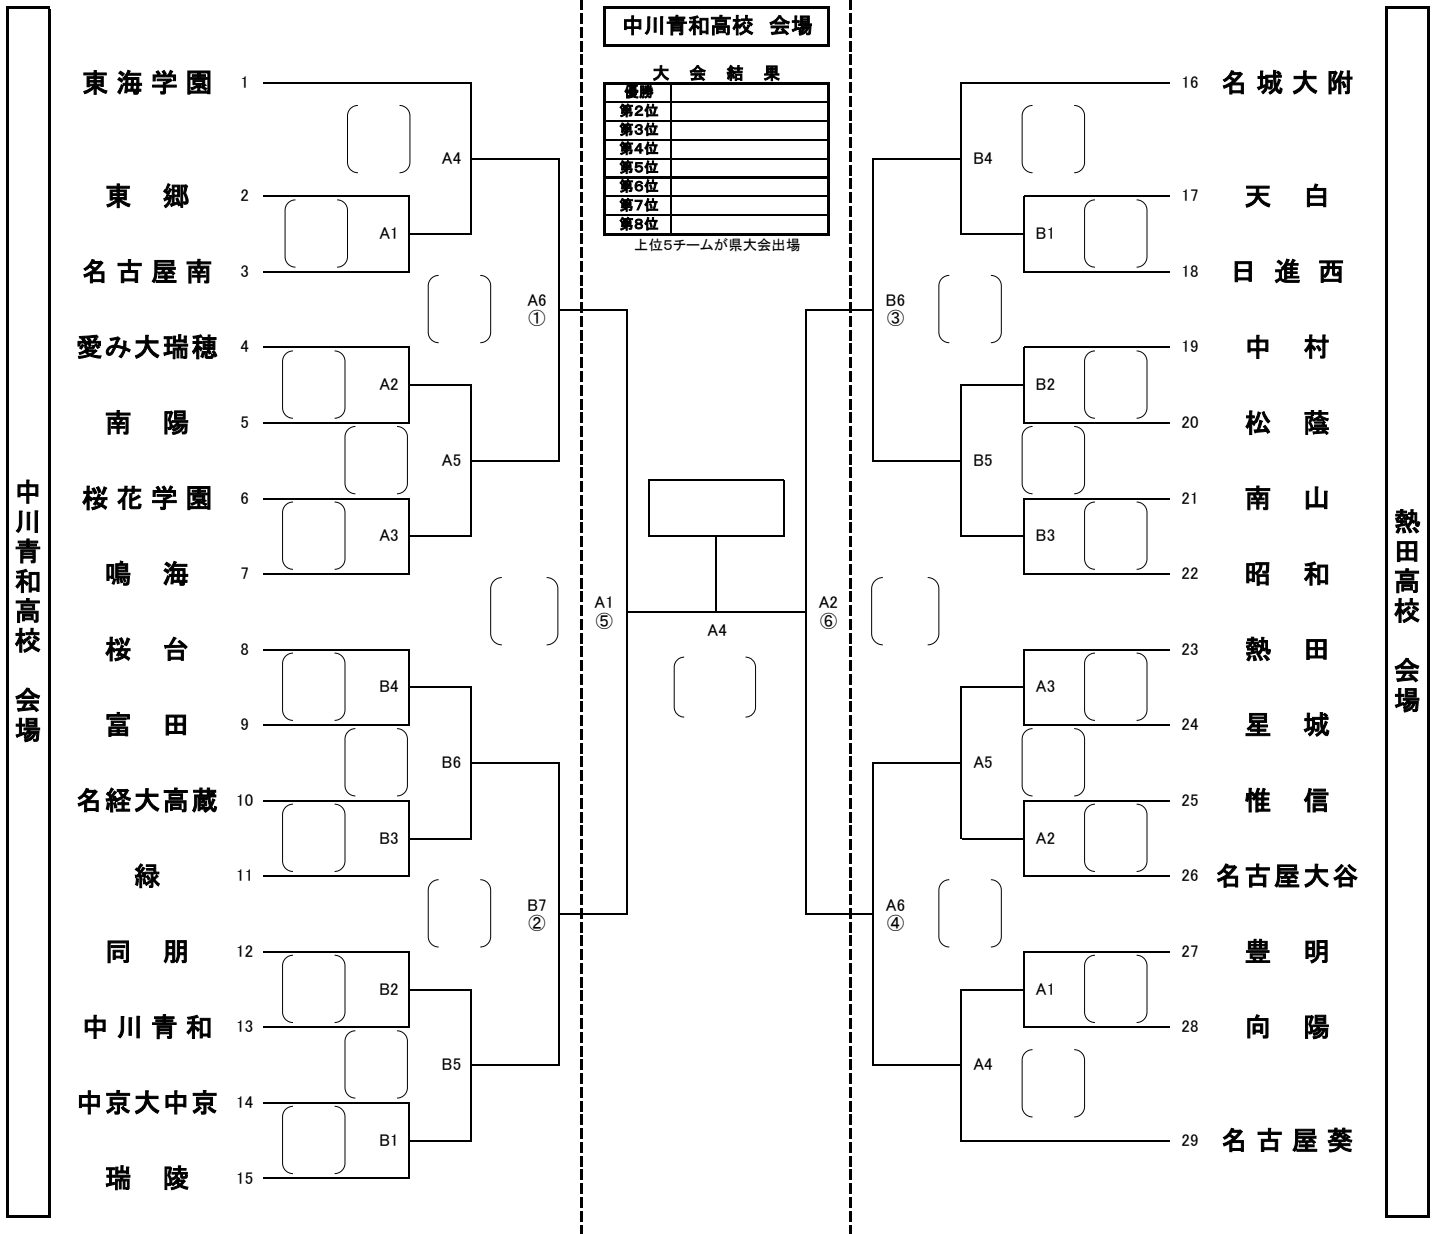 中川青和高校 会場
大会結果
優勝
第2位
第3位
第4位
第5位
第6位
第7位
第8位
上位5チームが県大会出場
中川青和高校 会場
東海学園 1
東郷 2
名古屋南 3
愛み大瑞穂 4
南陽 5
桜花学園 6
鳴海 7
桜台 8
富田 9
名経大高蔵 10
緑 11
同朋 12
中川青和 13
中京大中京 14
瑞陵 15
A4
A1
A6
①
A2
A5
A3
B4
B6
B3
B7
②
B2
B5
B1
A1
⑤
A4
A2
⑥
B4
B1
B6
③
B2
B5
B3
A3
A5
A2
A6
④
A1
A4
16 名城大附
17 天白
18 日進西
19 中村
20 松蔭
21 南山
22 昭和
23 熱田
24 星城
25 惟信
26 名古屋大谷
27 豊明
28 向陽
29 名古屋葵
熱田高校 会場